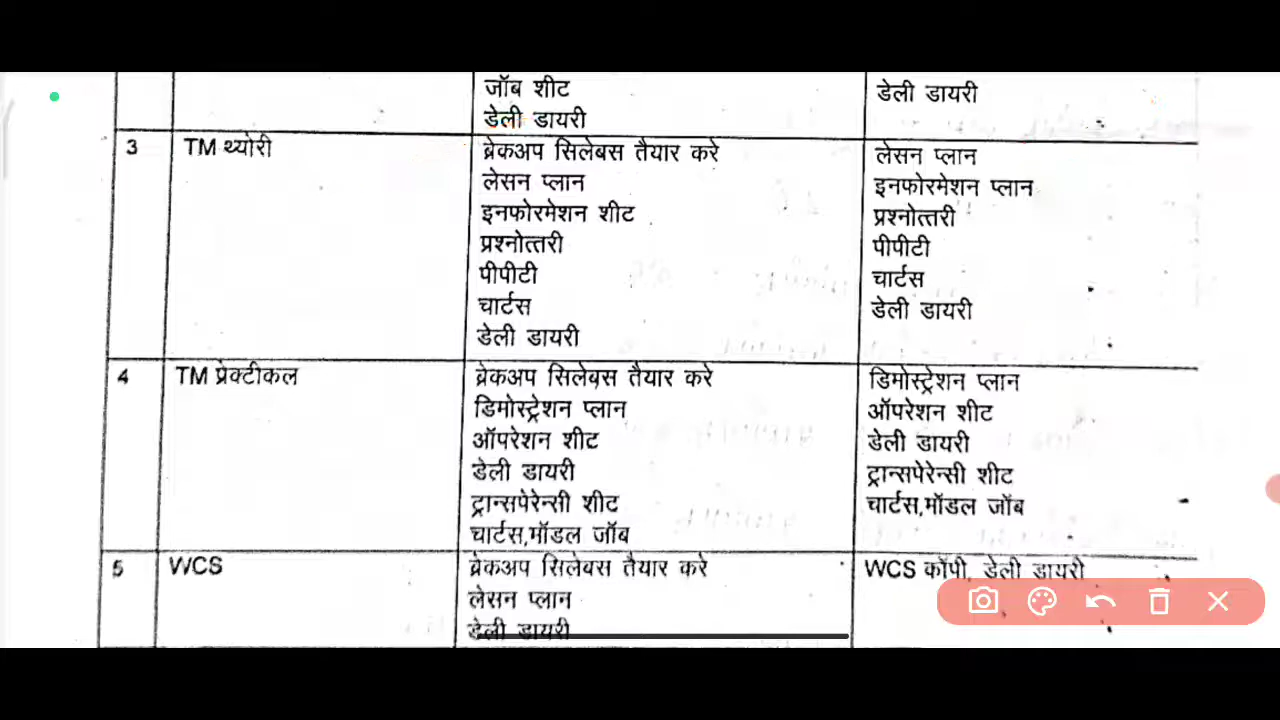 जॉब शीट
डेली डायरी
डेली डायरी
3 TM थ्योरी
ब्रेकअप सिलेबस तैयार करे
लेसन प्लान
इनफोरमेशन शीट
प्रश्नोत्तरी
पीपीटी
चार्टस
डेली डायरी
लेसन प्लान
इनफोरमेशन प्लान
प्रश्नोत्तरी
पीपीटी
चार्टस
डेली डायरी
4 TM प्रेक्टीकल
ब्रेकअप सिलेबस तैयार करे
डिमोस्ट्रेशन प्लान
ऑपरेशन शीट
डेली डायरी
ट्रान्सपेरेन्सी शीट
चार्टस,मॉडल जॉब
डिमोस्ट्रेशन प्लान
ऑपरेशन शीट
डेली डायरी
ट्रान्सपेरेन्सी शीट
चार्टस,मॉडल जॉब
5 WCS
ब्रेकअप सिलेबस तैयार करे
लेसन प्लान
डेली डायरी
WCS कॉपी, डेली डायरी